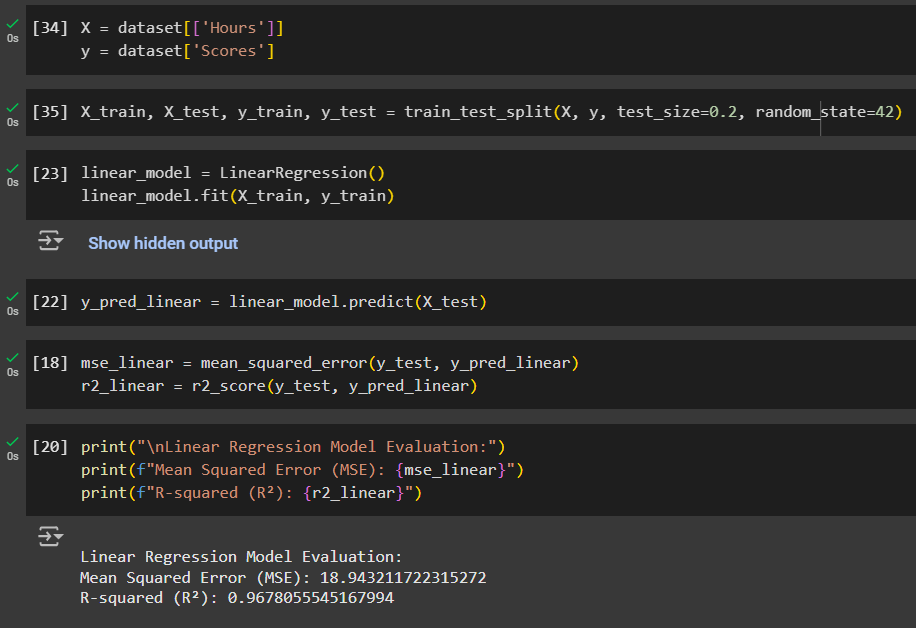 [34] X = dataset[['Hours']]
0s
y = dataset['Scores']
[35] X_train, X_test, y_train, y_test = train_test_split(X, y, test_size=0.2, random_state=42)
0s
[23] linear_model = LinearRegression()
0s
linear_model.fit(X_train, y_train)
Show hidden output
[22] y_pred_linear = linear_model.predict(X_test)
0s
[18] mse_linear = mean_squared_error(y_test, y_pred_linear)
0s
r2_linear = r2_score(y_test, y_pred_linear)
[20] print("\nLinear Regression Model Evaluation:")
0s
print(f"Mean Squared Error (MSE): {mse_linear}")
print(f"R-squared (R²): {r2_linear}")
Linear Regression Model Evaluation:
Mean Squared Error (MSE): 18.943211722315272
R-squared (R²): 0.9678055545167994